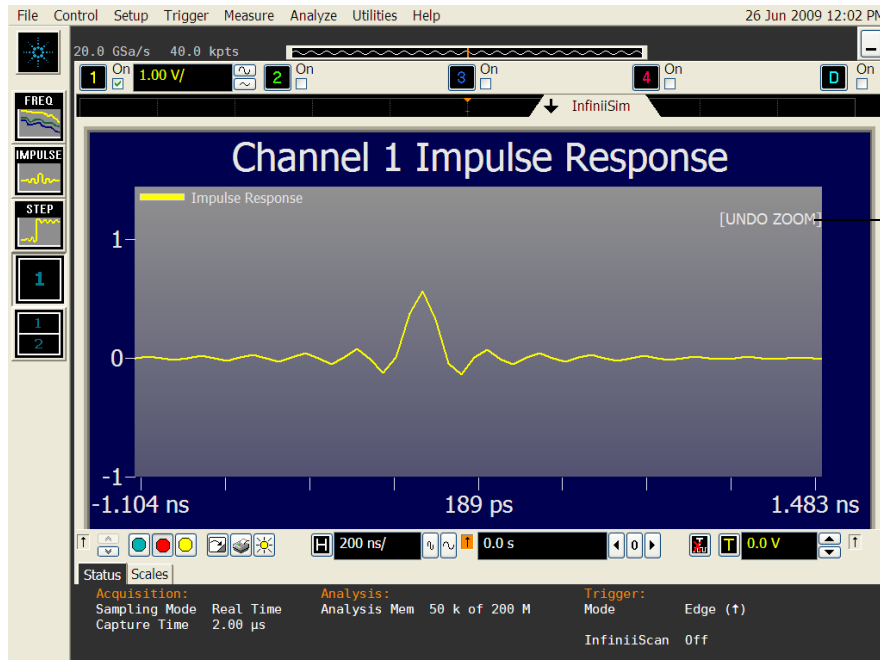 File Control Setup Trigger Measure Analyze Utilities Help 26 Jun 2009 12:02 PM
20.0 GSa/s 40.0 kpts
1 On 1.00 V/ 2 On 3 On 4 On D On
InfiniiSim
FREQ
IMPULSE
STEP
1
1
2
Channel 1 Impulse Response
Impulse Response
[UNDO ZOOM]
1
0
-1
-1.104 ns 189 ps 1.483 ns
H 200 ns/ 0.0 s 0 T 0.0 V
Status Scales
Acquisition: Analysis: Trigger:
Sampling Mode Real Time Analysis Mem 50 k of 200 M Mode Edge (↑)
Capture Time 2.00 µs
InfiniiScan Off